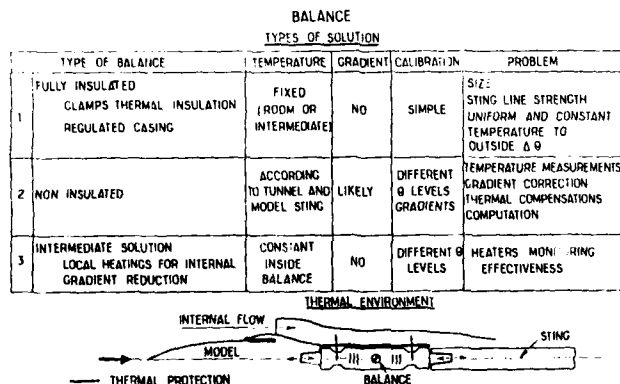 BALANCE
TYPES OF SOLUTION
TYPE OF BALANCE TEMPERATURE GRADIENT CALIBRATION PROBLEM
1 FULLY INSULATED
CLAMPS THERMAL INSULATION
REGULATED CASING
FIXED
(ROOM OR
INTERMEDIATE)
NO
SIMPLE
SIZE
STING LINE STRENGTH
UNIFORM AND CONSTANT
TEMPERATURE TO
OUTSIDE Δ θ
2 NON INSULATED
ACCORDING
TO TUNNEL AND
MODEL STING
LIKELY
DIFFERENT
θ LEVELS
GRADIENTS
TEMPERATURE MEASUREMENTS
GRADIENT CORRECTION
THERMAL COMPENSATIONS
COMPUTATION
3 INTERMEDIATE SOLUTION
LOCAL HEATINGS FOR INTERNAL
GRADIENT REDUCTION
CONSTANT
INSIDE
BALANCE
NO
DIFFERENT θ
LEVELS
HEATERS
EFFECTIVENESS
THERMAL ENVIRONMENT
INTERNAL FLOW
STING
MODEL
THERMAL PROTECTION
BALANCE